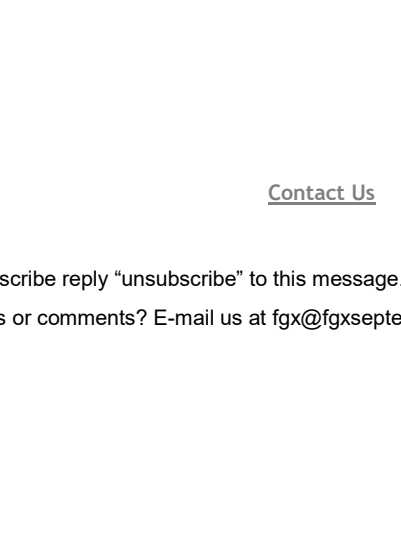 Contact Us
scribe reply “unsubscribe” to this message.
s or comments? E-mail us at fgx@fgxsepte